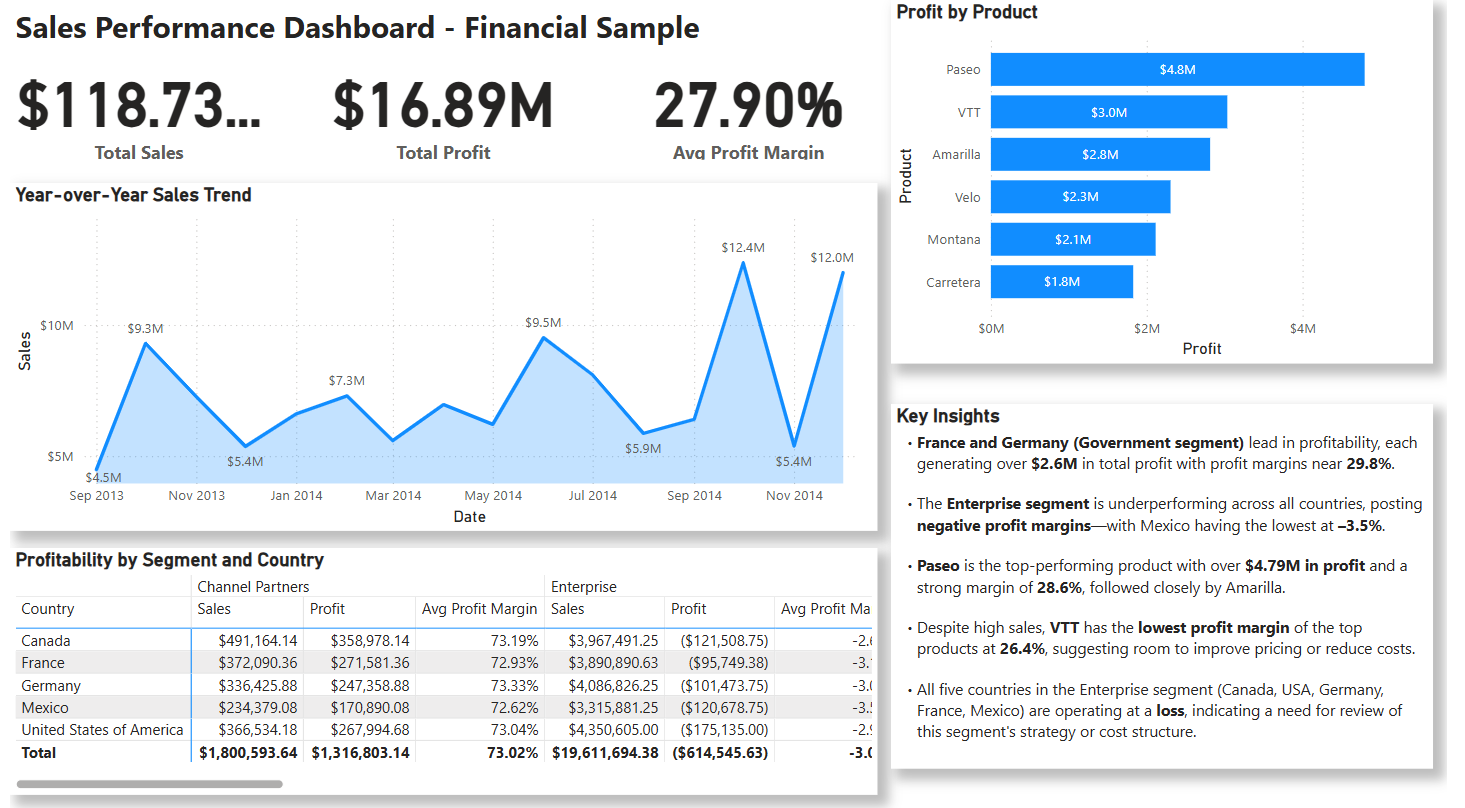 Sales Performance Dashboard - Financial Sample
$118.73...
Total Sales
$16.89M
Total Profit
27.90%
Avg Profit Margin
Year-over-Year Sales Trend
Sales
$10M
$5M
$4.5M
$9.3M
$5.4M
$7.3M
$9.5M
$5.9M
$12.4M
$5.4M
$12.0M
Sep 2013 Nov 2013 Jan 2014 Mar 2014 May 2014 Jul 2014 Sep 2014 Nov 2014
Date
Profitability by Segment and Country
Channel Partners Enterprise
Country Sales Profit Avg Profit Margin Sales Profit Avg Profit Ma
Canada $491,164.14 $358,978.14 73.19% $3,967,491.25 ($121,508.75) -2.
France $372,090.36 $271,581.36 72.93% $3,890,890.63 ($95,749.38) -3.
Germany $336,425.88 $247,358.88 73.33% $4,086,826.25 ($101,473.75) -3.
Mexico $234,379.08 $170,890.08 72.62% $3,315,881.25 ($120,678.75) -3.
United States of America $366,534.18 $267,994.68 73.04% $4,350,605.00 ($175,135.00) -2.
Total $1,800,593.64 $1,316,803.14 73.02% $19,611,694.38 ($614,545.63) -3.
Profit by Product
Product
Paseo $4.8M
VTT $3.0M
Amarilla $2.8M
Velo $2.3M
Montana $2.1M
Carretera $1.8M
$0M $2M $4M
Profit
Key Insights
• France and Germany (Government segment) lead in profitability, each
generating over $2.6M in total profit with profit margins near 29.8%.
• The Enterprise segment is underperforming across all countries, posting
negative profit margins—with Mexico having the lowest at –3.5%.
• Paseo is the top-performing product with over $4.79M in profit and a
strong margin of 28.6%, followed closely by Amarilla.
• Despite high sales, VTT has the lowest profit margin of the top
products at 26.4%, suggesting room to improve pricing or reduce costs.
• All five countries in the Enterprise segment (Canada, USA, Germany,
France, Mexico) are operating at a loss, indicating a need for review of
this segment's strategy or cost structure.